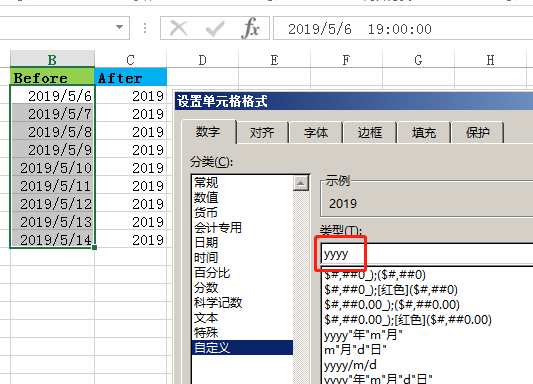 fx 2019/5/6 19:00:00
B C D E F G H
Before After
2019/5/6 2019
2019/5/7 2019
2019/5/8 2019
2019/5/9 2019
2019/5/10 2019
2019/5/11 2019
2019/5/12 2019
2019/5/13 2019
2019/5/14 2019
设置单元格格式
数字 对齐 字体 边框 填充 保护
分类(C):
常规
数值
货币
会计专用
日期
时间
百分比
分数
科学记数
文本
特殊
自定义
示例
2019
类型(T):
yyyy
$#,##0_);($#,##0)
$#,##0_);[红色]($#,##0)
$#,##0.00_);($#,##0.00)
$#,##0.00_);[红色]($#,##0.00)
yyyy"年"m"月"
m"月"d"日"
yyyy/m/d
yyyy"年"m"月"d"日"